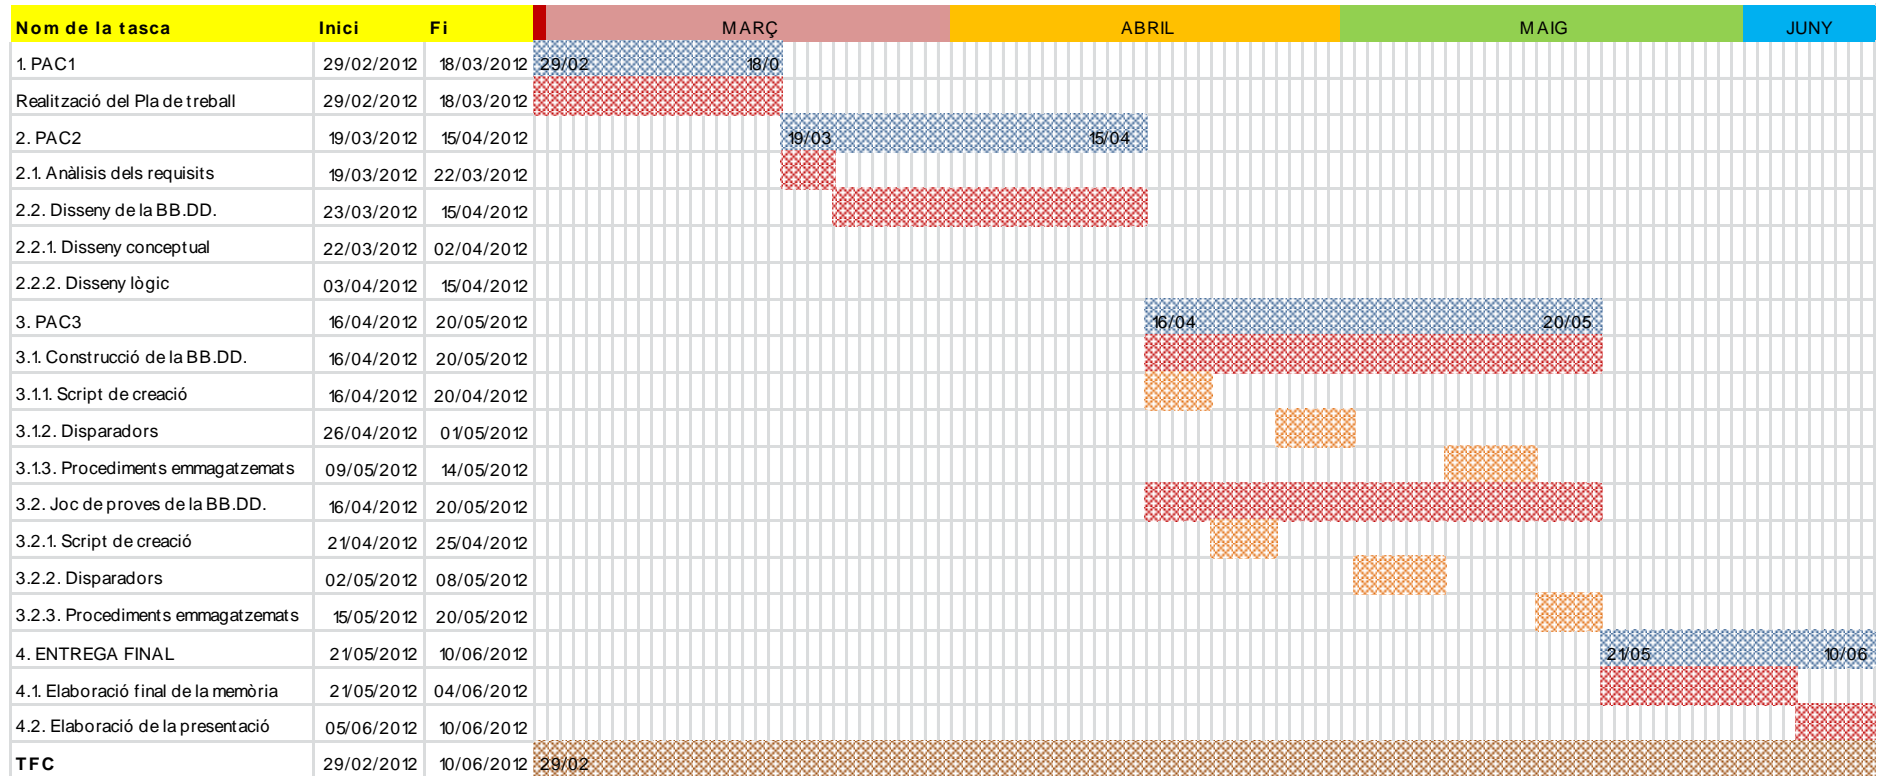 Nom de la tasca Inici Fi MARÇ ABRIL MAIG JUNY
1. PAC1 29/02/2012 18/03/2012 29/02 18/0
Realització del Pla de treball 29/02/2012 18/03/2012
2. PAC2 19/03/2012 15/04/2012 19/03 15/04
2.1. Anàlisis dels requisits 19/03/2012 22/03/2012
2.2. Disseny de la BB.DD. 23/03/2012 15/04/2012
2.2.1. Disseny conceptual 22/03/2012 02/04/2012
2.2.2. Disseny lògic 03/04/2012 15/04/2012
3. PAC3 16/04/2012 20/05/2012 16/04 20/05
3.1. Construcció de la BB.DD. 16/04/2012 20/05/2012
3.1.1. Script de creació 16/04/2012 20/04/2012
3.1.2. Disparadors 26/04/2012 01/05/2012
3.1.3. Procediments emmagatzemats 09/05/2012 14/05/2012
3.2. Joc de proves de la BB.DD. 16/04/2012 20/05/2012
3.2.1. Script de creació 21/04/2012 25/04/2012
3.2.2. Disparadors 02/05/2012 08/05/2012
3.2.3. Procediments emmagatzemats 15/05/2012 20/05/2012
4. ENTREGA FINAL 21/05/2012 10/06/2012 21/05 10/06
4.1. Elaboració final de la memòria 21/05/2012 04/06/2012
4.2. Elaboració de la presentació 05/06/2012 10/06/2012
TFC 29/02/2012 10/06/2012 29/02